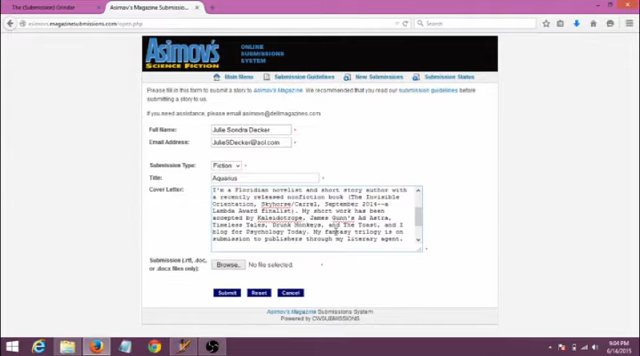 The (Submission) Grinder
Asimov's Magazine Submissio...
asimovs.magazinesubmissions.com/open.php
Search
Asimov's
SCIENCE FICTION
ONLINE
SUBMISSIONS
SYSTEM
Main Menu
Submission Guidelines
New Submissions
Submission Status
Please fill in this form to submit a story to Asimov's Magazine. We recommended that you read our submission guidelines before
submitting a story to us.
If you need assistance, please email asimovs@dellmagazines.com
Full Name: Julie Sondra Decker *
Email Address: JulieSDecker@aol.com *
Submission Type: Fiction *
Title: Aquarius *
Cover Letter:
I'm a Floridian novelist and short story author with
a recently released nonfiction book (The Invisible
Orientation, Skyhorse/Carrel, September 2014--a
Lambda Award finalist). My short work has been
accepted by Kaleidotrope, James Gunn's Ad Astra,
Timeless Tales, Drunk Monkeys, and The Toast, and I
blog for Psychology Today. My fantasy trilogy is on
submission to publishers through my literary agent.
*
Submission (.rtf, .doc,
or .docx files only):
Browse... No file selected. *
Submit Reset Cancel
Asimov's Magazine Submissions System
Powered by OWSUBMISSIONS
9:04 PM
6/14/2015